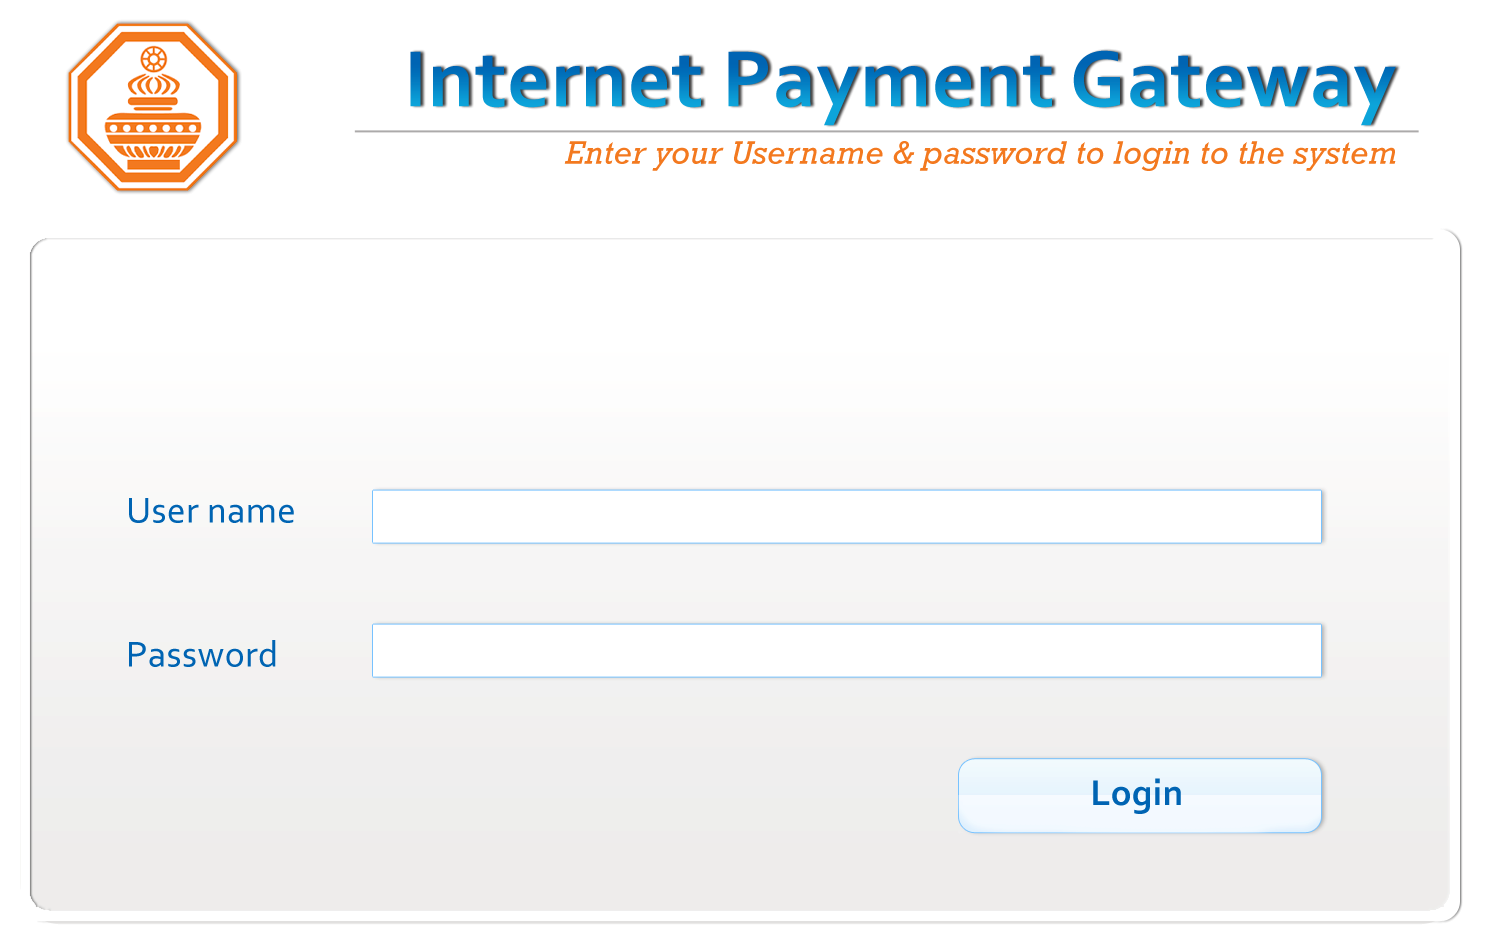 Internet Payment Gateway
Enter your Username & password to login to the system
User name
Password
Login